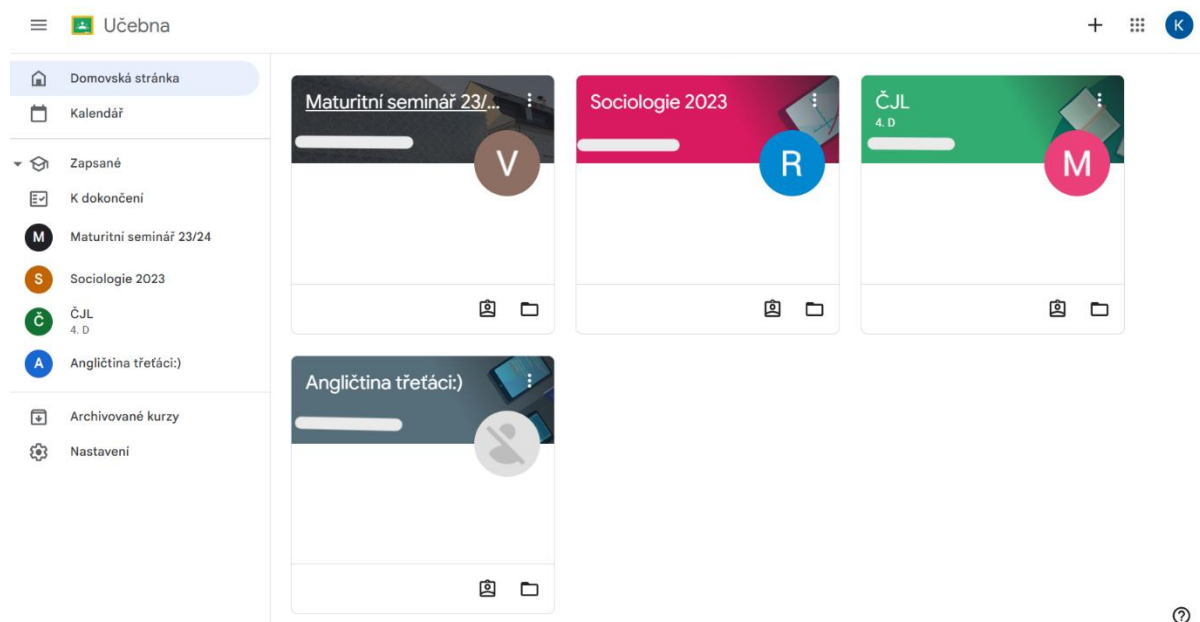 Učebna
K
Domovská stránka
Kalendář
Zapsané
K dokončení
M
Maturitní seminář 23/24
S
Sociologie 2023
Č
ČJL
4. D
A
Angličtina třeťáci:)
Archivované kurzy
Nastavení
Maturitní seminář 23/...
V
Sociologie 2023
R
ČJL
4. D
M
Angličtina třeťáci:)